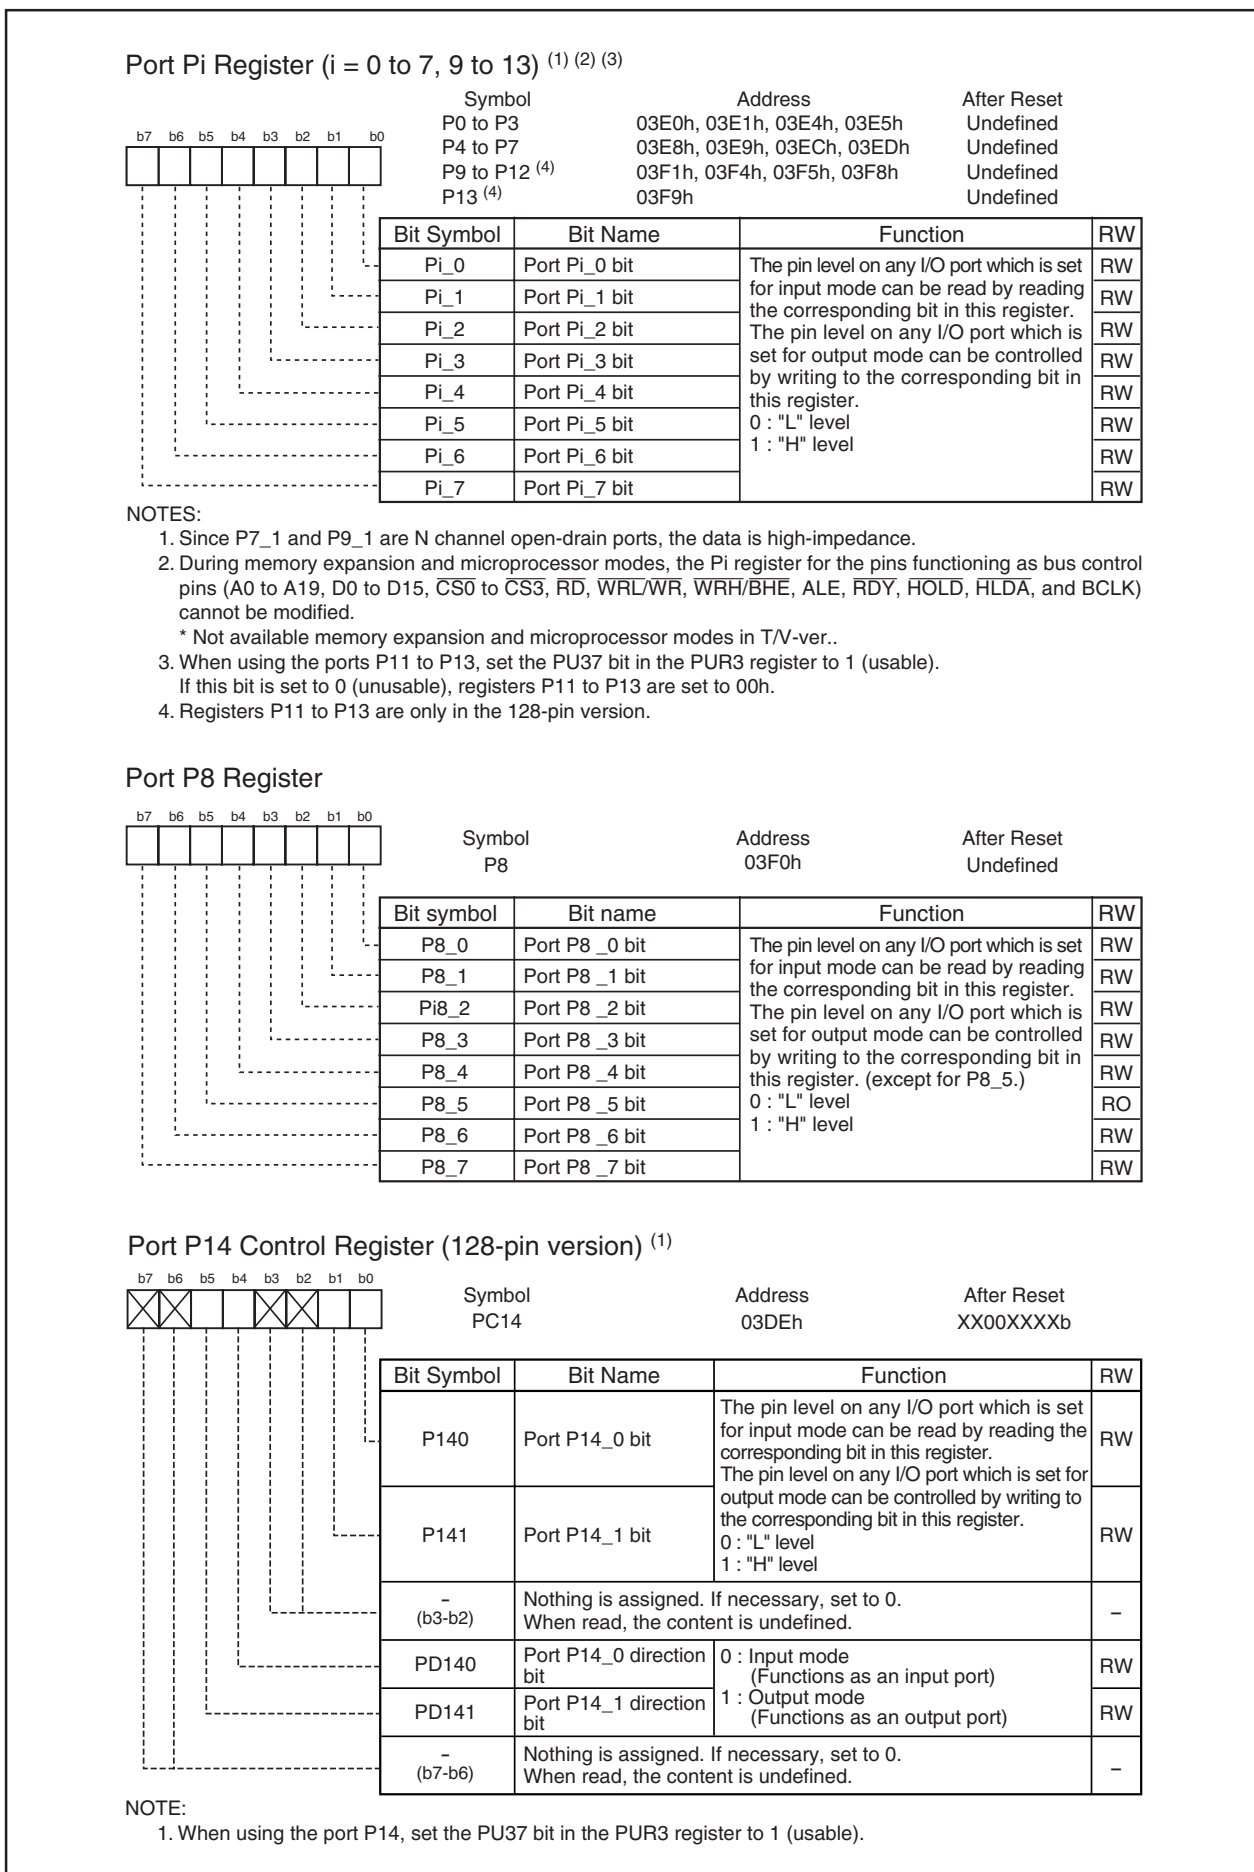 Port Pi Register (i = 0 to 7, 9 to 13) (1) (2) (3)
Symbol Address After Reset
P0 to P3 03E0h, 03E1h, 03E4h, 03E5h Undefined
P4 to P7 03E8h, 03E9h, 03ECh, 03EDh Undefined
P9 to P12 (4) 03F1h, 03F4h, 03F5h, 03F8h Undefined
P13 (4) 03F9h Undefined
b7 b6 b5 b4 b3 b2 b1 b0
Bit Symbol Bit Name Function RW
Pi_0 Port Pi_0 bit RW
Pi_1 Port Pi_1 bit RW
Pi_2 Port Pi_2 bit RW
Pi_3 Port Pi_3 bit RW
Pi_4 Port Pi_4 bit RW
Pi_5 Port Pi_5 bit RW
Pi_6 Port Pi_6 bit RW
Pi_7 Port Pi_7 bit RW
The pin level on any I/O port which is set
for input mode can be read by reading
the corresponding bit in this register.
The pin level on any I/O port which is
set for output mode can be controlled
by writing to the corresponding bit in
this register.
0 : "L" level
1 : "H" level
NOTES:
1. Since P7_1 and P9_1 are N channel open-drain ports, the data is high-impedance.
2. During memory expansion and microprocessor modes, the Pi register for the pins functioning as bus control
pins (A0 to A19, D0 to D15, CS0 to CS3, RD, WRL/WR, WRH/BHE, ALE, RDY, HOLD, HLDA, and BCLK)
cannot be modified.
* Not available memory expansion and microprocessor modes in T/V-ver..
3. When using the ports P11 to P13, set the PU37 bit in the PUR3 register to 1 (usable).
If this bit is set to 0 (unusable), registers P11 to P13 are set to 00h.
4. Registers P11 to P13 are only in the 128-pin version.
Port P8 Register
b7 b6 b5 b4 b3 b2 b1 b0
Symbol Address After Reset
P8 03F0h Undefined
Bit symbol Bit name Function RW
P8_0 Port P8 _0 bit RW
P8_1 Port P8 _1 bit RW
Pi8_2 Port P8 _2 bit RW
P8_3 Port P8 _3 bit RW
P8_4 Port P8 _4 bit RW
P8_5 Port P8 _5 bit RO
P8_6 Port P8 _6 bit RW
P8_7 Port P8 _7 bit RW
The pin level on any I/O port which is set
for input mode can be read by reading
the corresponding bit in this register.
The pin level on any I/O port which is
set for output mode can be controlled
by writing to the corresponding bit in
this register. (except for P8_5.)
0 : "L" level
1 : "H" level
Port P14 Control Register (128-pin version) (1)
b7 b6 b5 b4 b3 b2 b1 b0
Symbol Address After Reset
PC14 03DEh XX00XXXXb
Bit Symbol Bit Name Function RW
P140 Port P14_0 bit RW
P141 Port P14_1 bit RW
The pin level on any I/O port which is set
for input mode can be read by reading the
corresponding bit in this register.
The pin level on any I/O port which is set for
output mode can be controlled by writing to
the corresponding bit in this register.
0 : "L" level
1 : "H" level
–
(b3-b2)
Nothing is assigned. If necessary, set to 0.
When read, the content is undefined.
–
PD140 Port P14_0 direction
bit RW
PD141 Port P14_1 direction
bit RW
0 : Input mode
(Functions as an input port)
1 : Output mode
(Functions as an output port)
–
(b7-b6)
Nothing is assigned. If necessary, set to 0.
When read, the content is undefined.
–
NOTE:
1. When using the port P14, set the PU37 bit in the PUR3 register to 1 (usable).